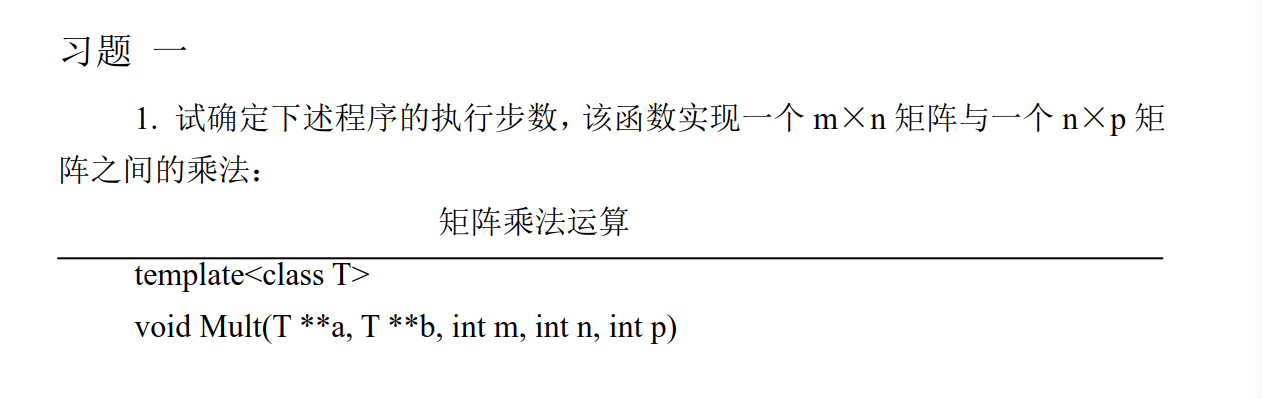 习题 一
1. 试确定下述程序的执行步数，该函数实现一个 m×n 矩阵与一个 n×p 矩
阵之间的乘法：
矩阵乘法运算
template<class T>
void Mult(T **a, T **b, int m, int n, int p)